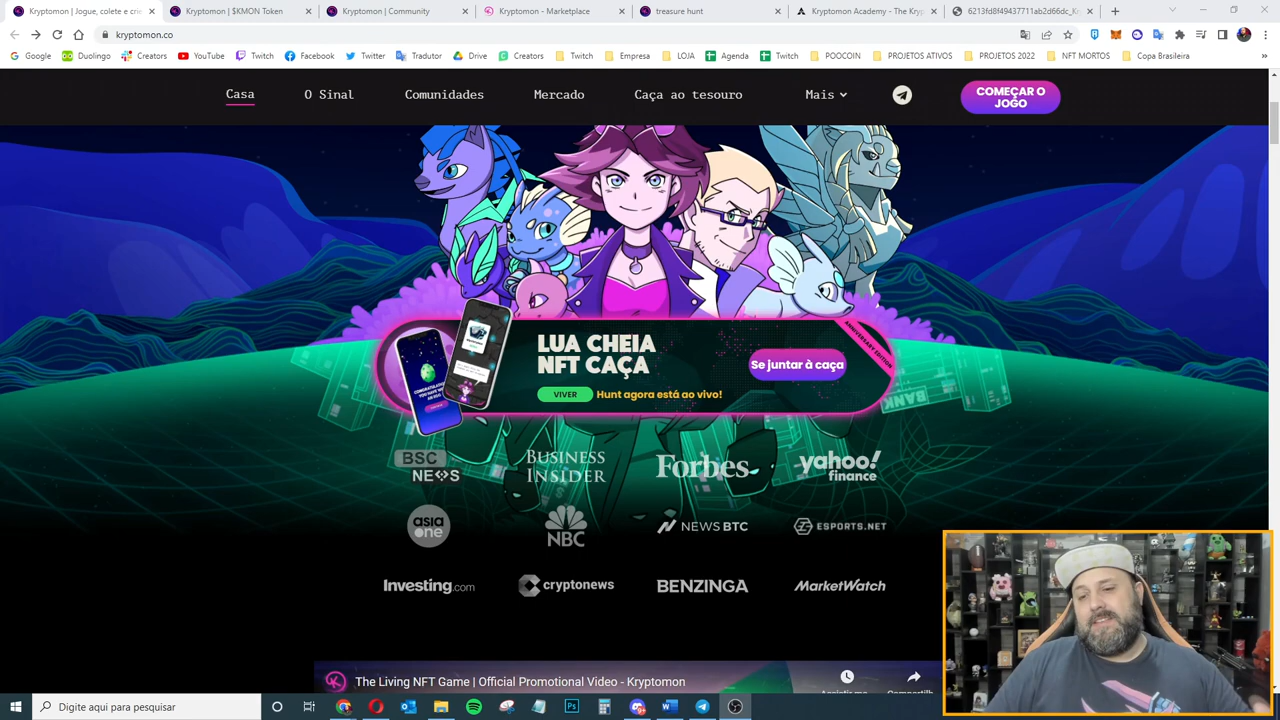 Kryptomon | Jogue, colete e crie
Kryptomon | $KMON Token
Kryptomon | Community
Kryptomon - Marketplace
treasure hunt
Kryptomon Academy - The Kryp
6213fd8f49437711ab2d66dc_K
kryptomon.co
Google
Duolingo
Creators
YouTube
Twitch
Facebook
Twitter
Tradutor
Drive
Creators
Twitch
Empresa
LOJA
Agenda
Twitch
POOCOIN
PROJETOS ATIVOS
PROJETOS 2022
NFT MORTOS
Copa Brasileira
Casa
O Sinal
Comunidades
Mercado
Caça ao tesouro
Mais
COMEÇAR O
JOGO
LUA CHEIA
NFT CAÇA
VIVER
Hunt agora está ao vivo!
Se juntar à caça
ANNIVERSARY EDITION
BANK
BSC
NEWS
BUSINESS
INSIDER
Forbes
yahoo!
finance
asia
one
NBC
NEWS BTC
ESPORTS.NET
Investing.com
cryptonews
BENZINGA
MarketWatch
The Living NFT Game | Official Promotional Video - Kryptomon
Digite aqui para pesquisar